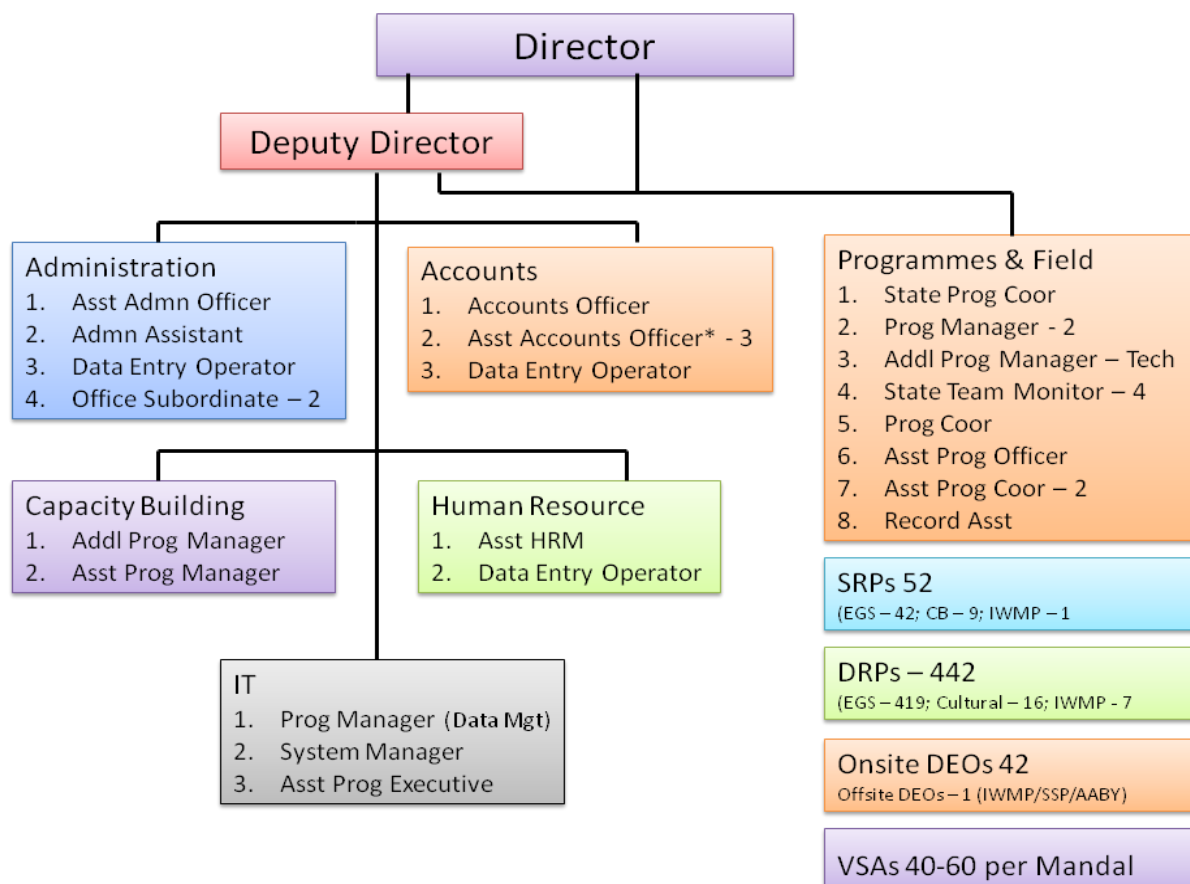 Director
Deputy Director
Administration
1. Asst Admn Officer
2. Admn Assistant
3. Data Entry Operator
4. Office Subordinate – 2
Accounts
1. Accounts Officer
2. Asst Accounts Officer* - 3
3. Data Entry Operator
Programmes & Field
1. State Prog Coor
2. Prog Manager - 2
3. Addl Prog Manager – Tech
4. State Team Monitor – 4
5. Prog Coor
6. Asst Prog Officer
7. Asst Prog Coor – 2
8. Record Asst
Capacity Building
1. Addl Prog Manager
2. Asst Prog Manager
Human Resource
1. Asst HRM
2. Data Entry Operator
IT
1. Prog Manager (Data Mgt)
2. System Manager
3. Asst Prog Executive
SRPs 52
(EGS – 42; CB – 9; IWMP – 1
DRPs – 442
(EGS – 419; Cultural – 16; IWMP - 7
Onsite DEOs 42
Offsite DEOs – 1 (IWMP/SSP/AABY)
VSAs 40-60 per Mandal